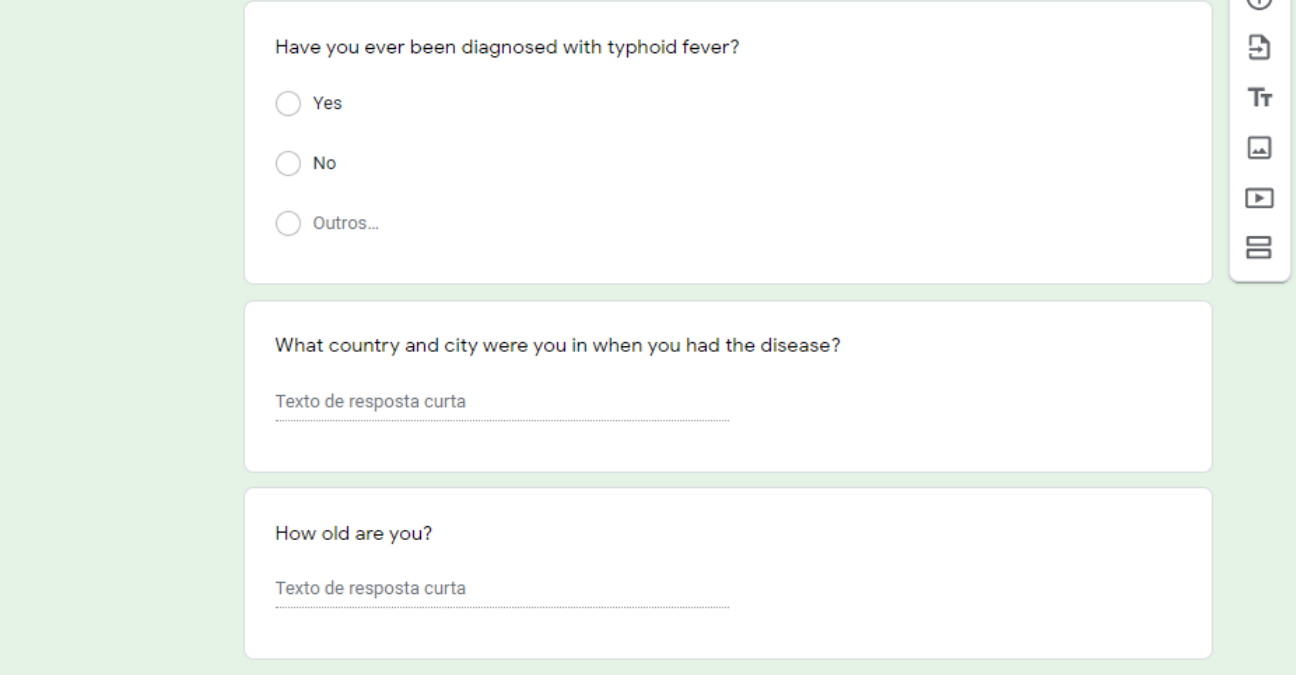 Have you ever been diagnosed with typhoid fever?
Yes
No
Outros...
What country and city were you in when you had the disease?
Texto de resposta curta
How old are you?
Texto de resposta curta